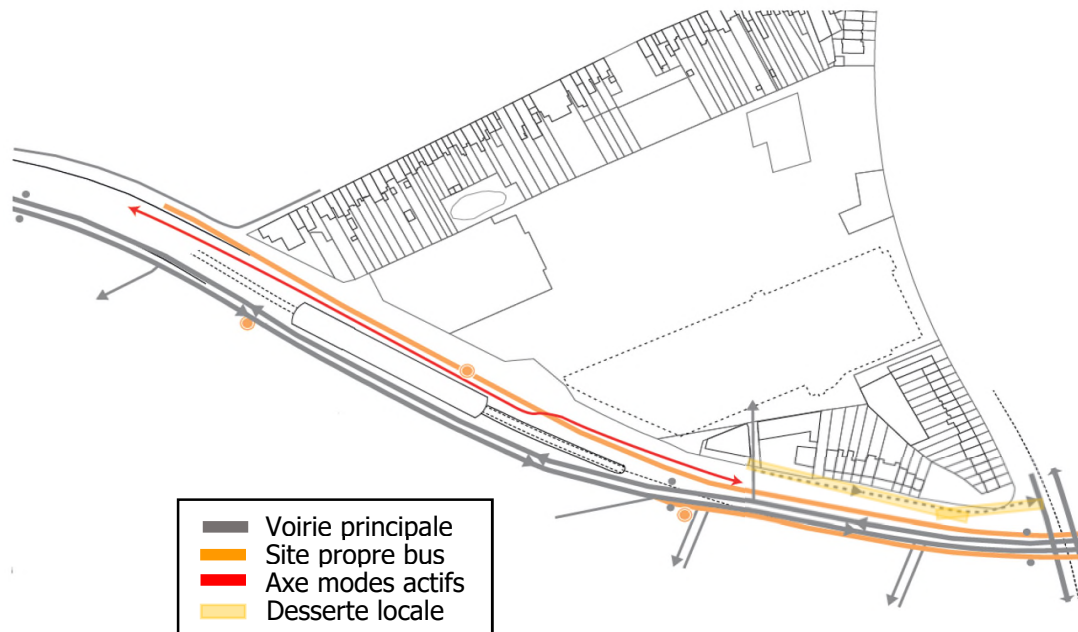 Voirie principale
Site propre bus
Axe modes actifs
Desserte locale